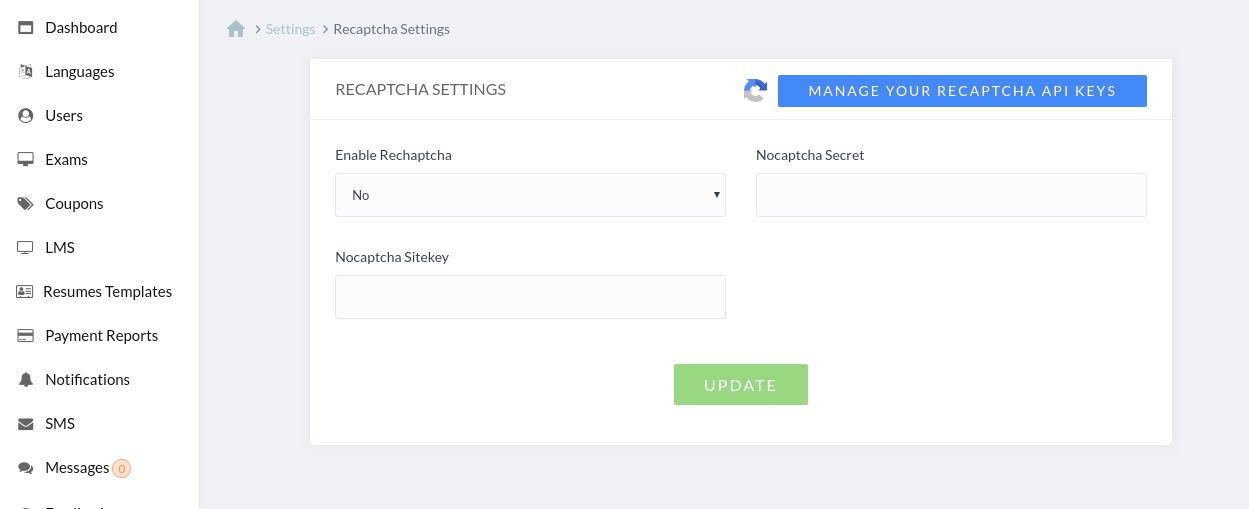 Dashboard
Languages
Users
Exams
Coupons
LMS
Resumes Templates
Payment Reports
Notifications
SMS
Messages 0
Settings Recaptcha Settings
RECAPTCHA SETTINGS
MANAGE YOUR RECAPTCHA API KEYS
Enable Rechaptcha
No
Nocaptcha Secret
Nocaptcha Sitekey
UPDATE